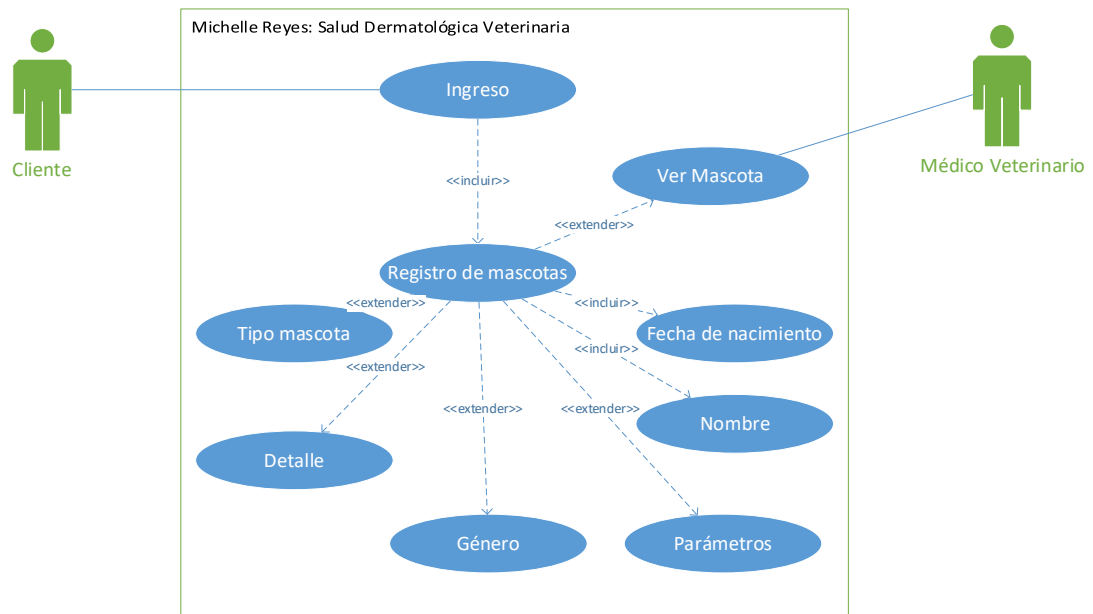 Michelle Reyes: Salud Dermatológica Veterinaria
Ingreso
Cliente
Médico Veterinario
Ver Mascota
<<incluir>>
<<extender>>
Registro de mascotas
<<extender>>
<<incluir>>
Tipo mascota
Fecha de nacimiento
<<incluir>>
<<extender>>
<<extender>>
<<extender>>
Nombre
Detalle
Género
Parámetros